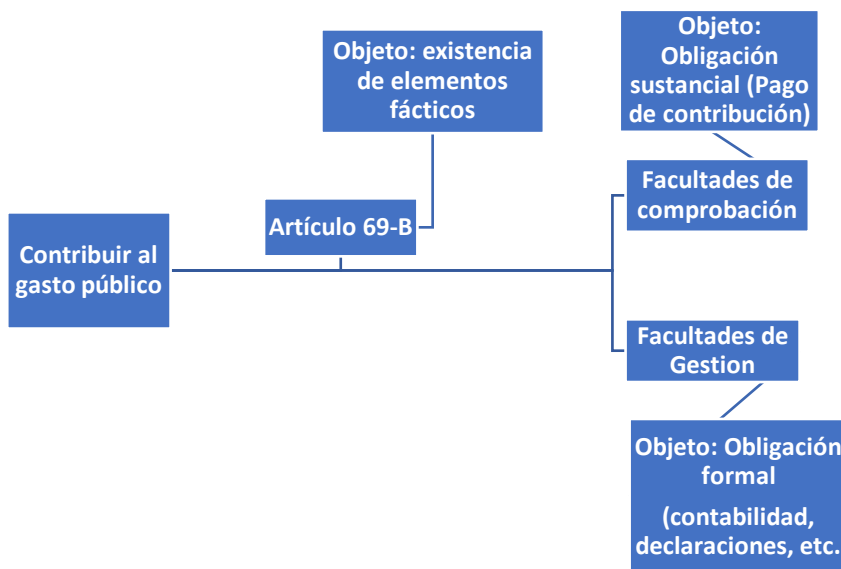 Objeto: existencia
de elementos
fácticos
Objeto:
Obligación
sustancial (Pago
de contribución)
Artículo 69-B
Facultades de
comprobación
Contribuir al
gasto público
Facultades de
Gestion
Objeto: Obligación
formal
(contabilidad,
declaraciones, etc.